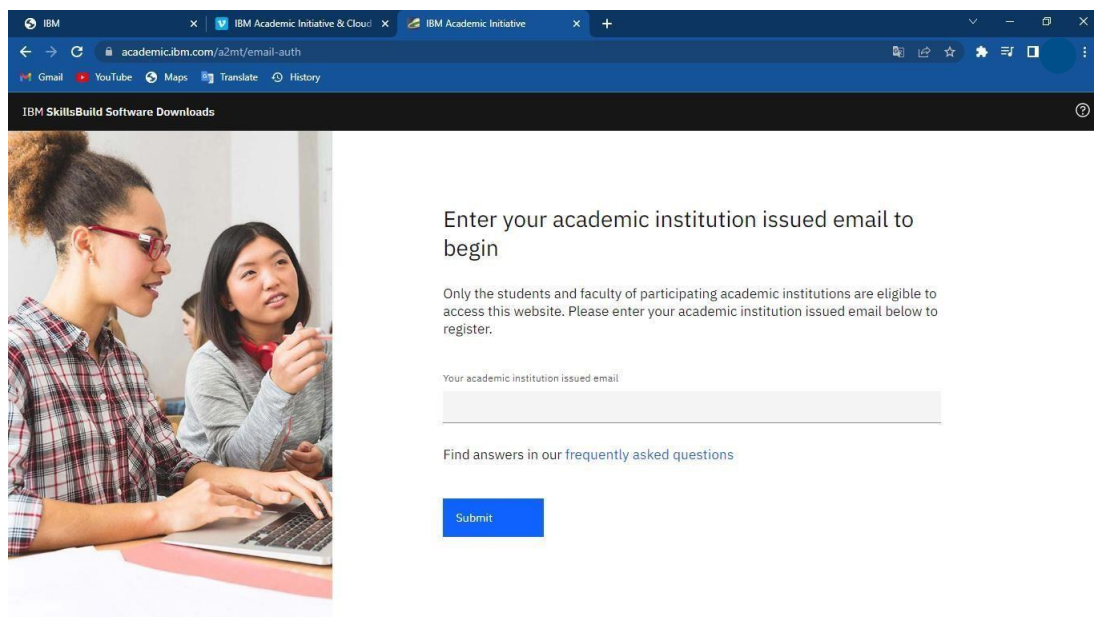 IBM
IBM Academic Initiative & Cloud
IBM Academic Initiative
academic.ibm.com/a2mt/email-auth
Gmail YouTube Maps Translate History
IBM SkillsBuild Software Downloads
Enter your academic institution issued email to
begin
Only the students and faculty of participating academic institutions are eligible to
access this website. Please enter your academic institution issued email below to
register.
Your academic institution issued email
Find answers in our frequently asked questions
Submit